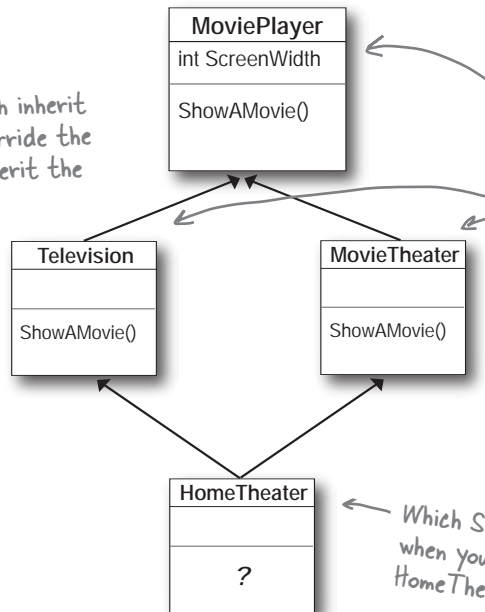 MoviePlayer
int ScreenWidth
ShowAMovie()
inherit
rride the
erit the
Television
ShowAMovie()
MovieTheater
ShowAMovie()
HomeTheater
?
Which S
when you
HomeThe